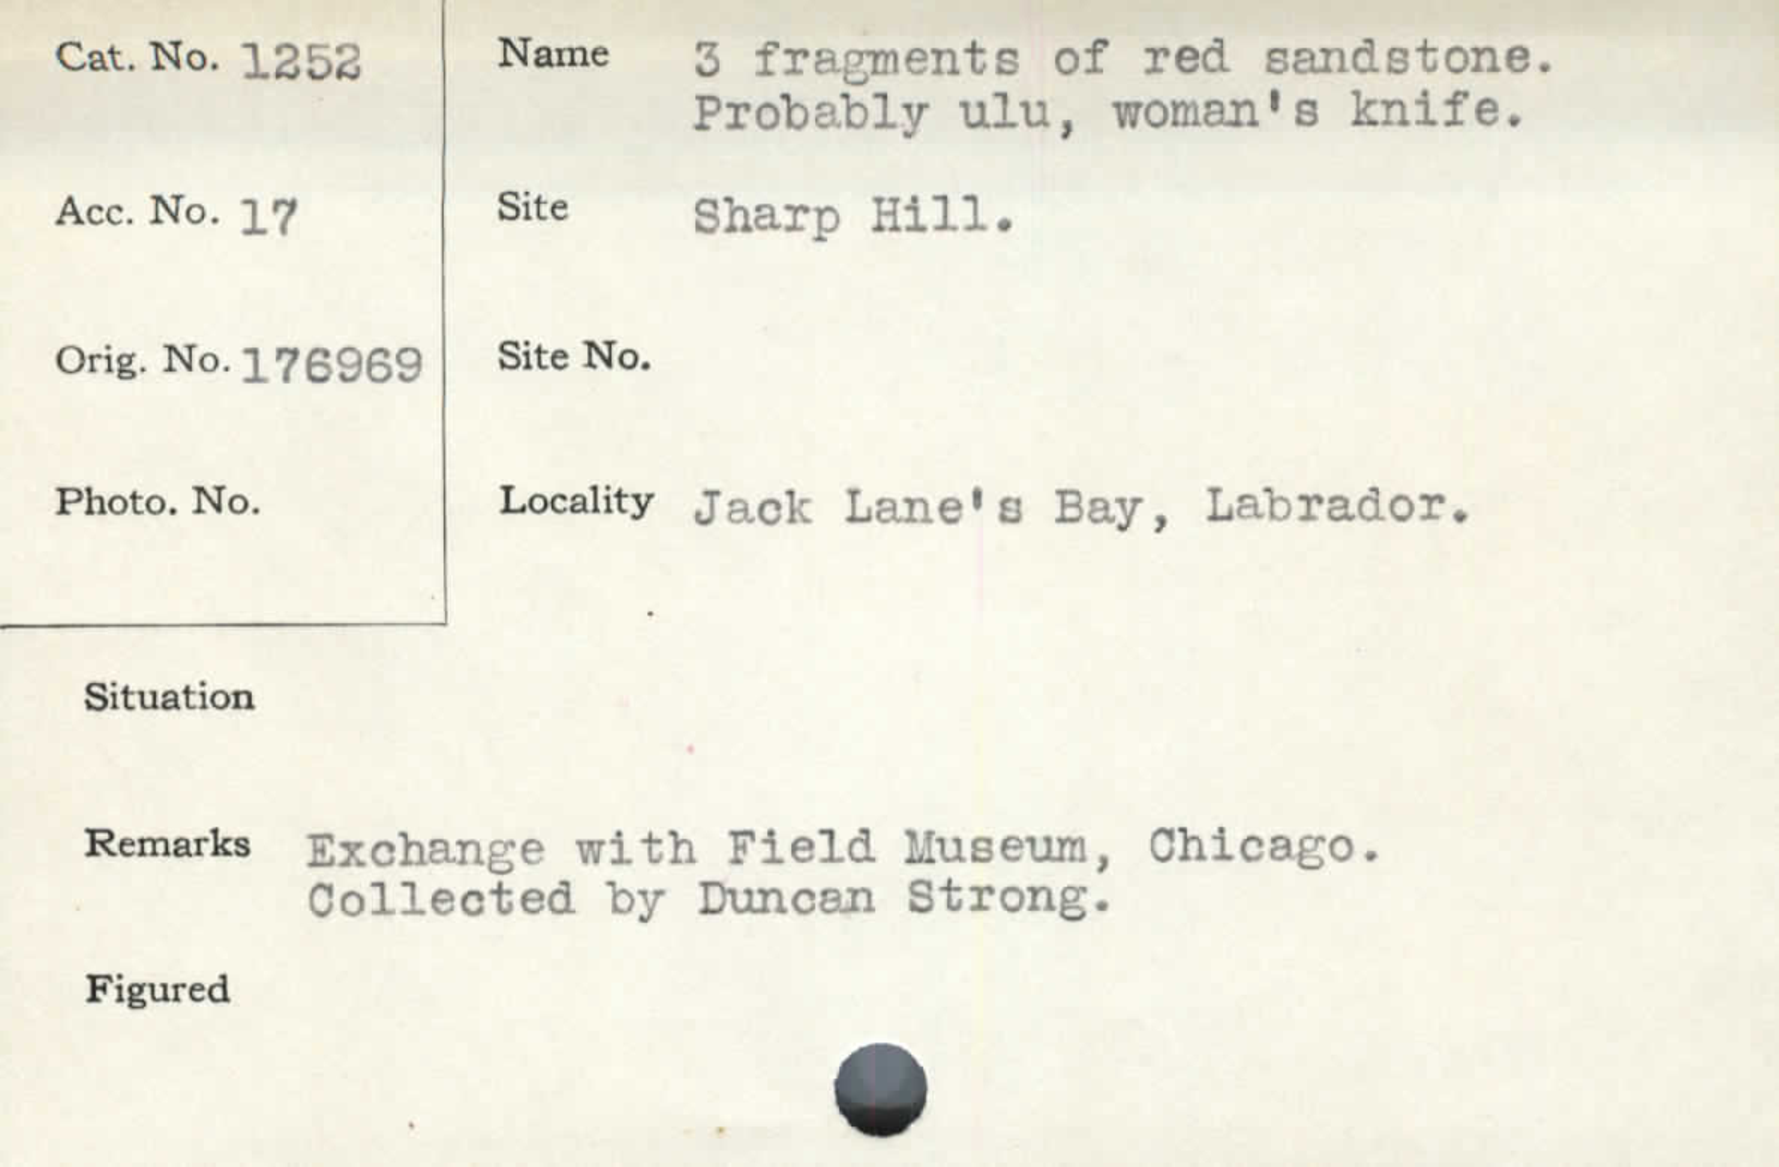 Cat. No. 1252
Name 3 fragments of red sandstone.
Probably ulu, woman's knife.
Acc. No. 17
Site Sharp Hill.
Orig. No. 176969
Site No.
Photo. No.
Locality Jack Lane's Bay, Labrador.
Situation
Remarks Exchange with Field Museum, Chicago.
Collected by Duncan Strong.
Figured